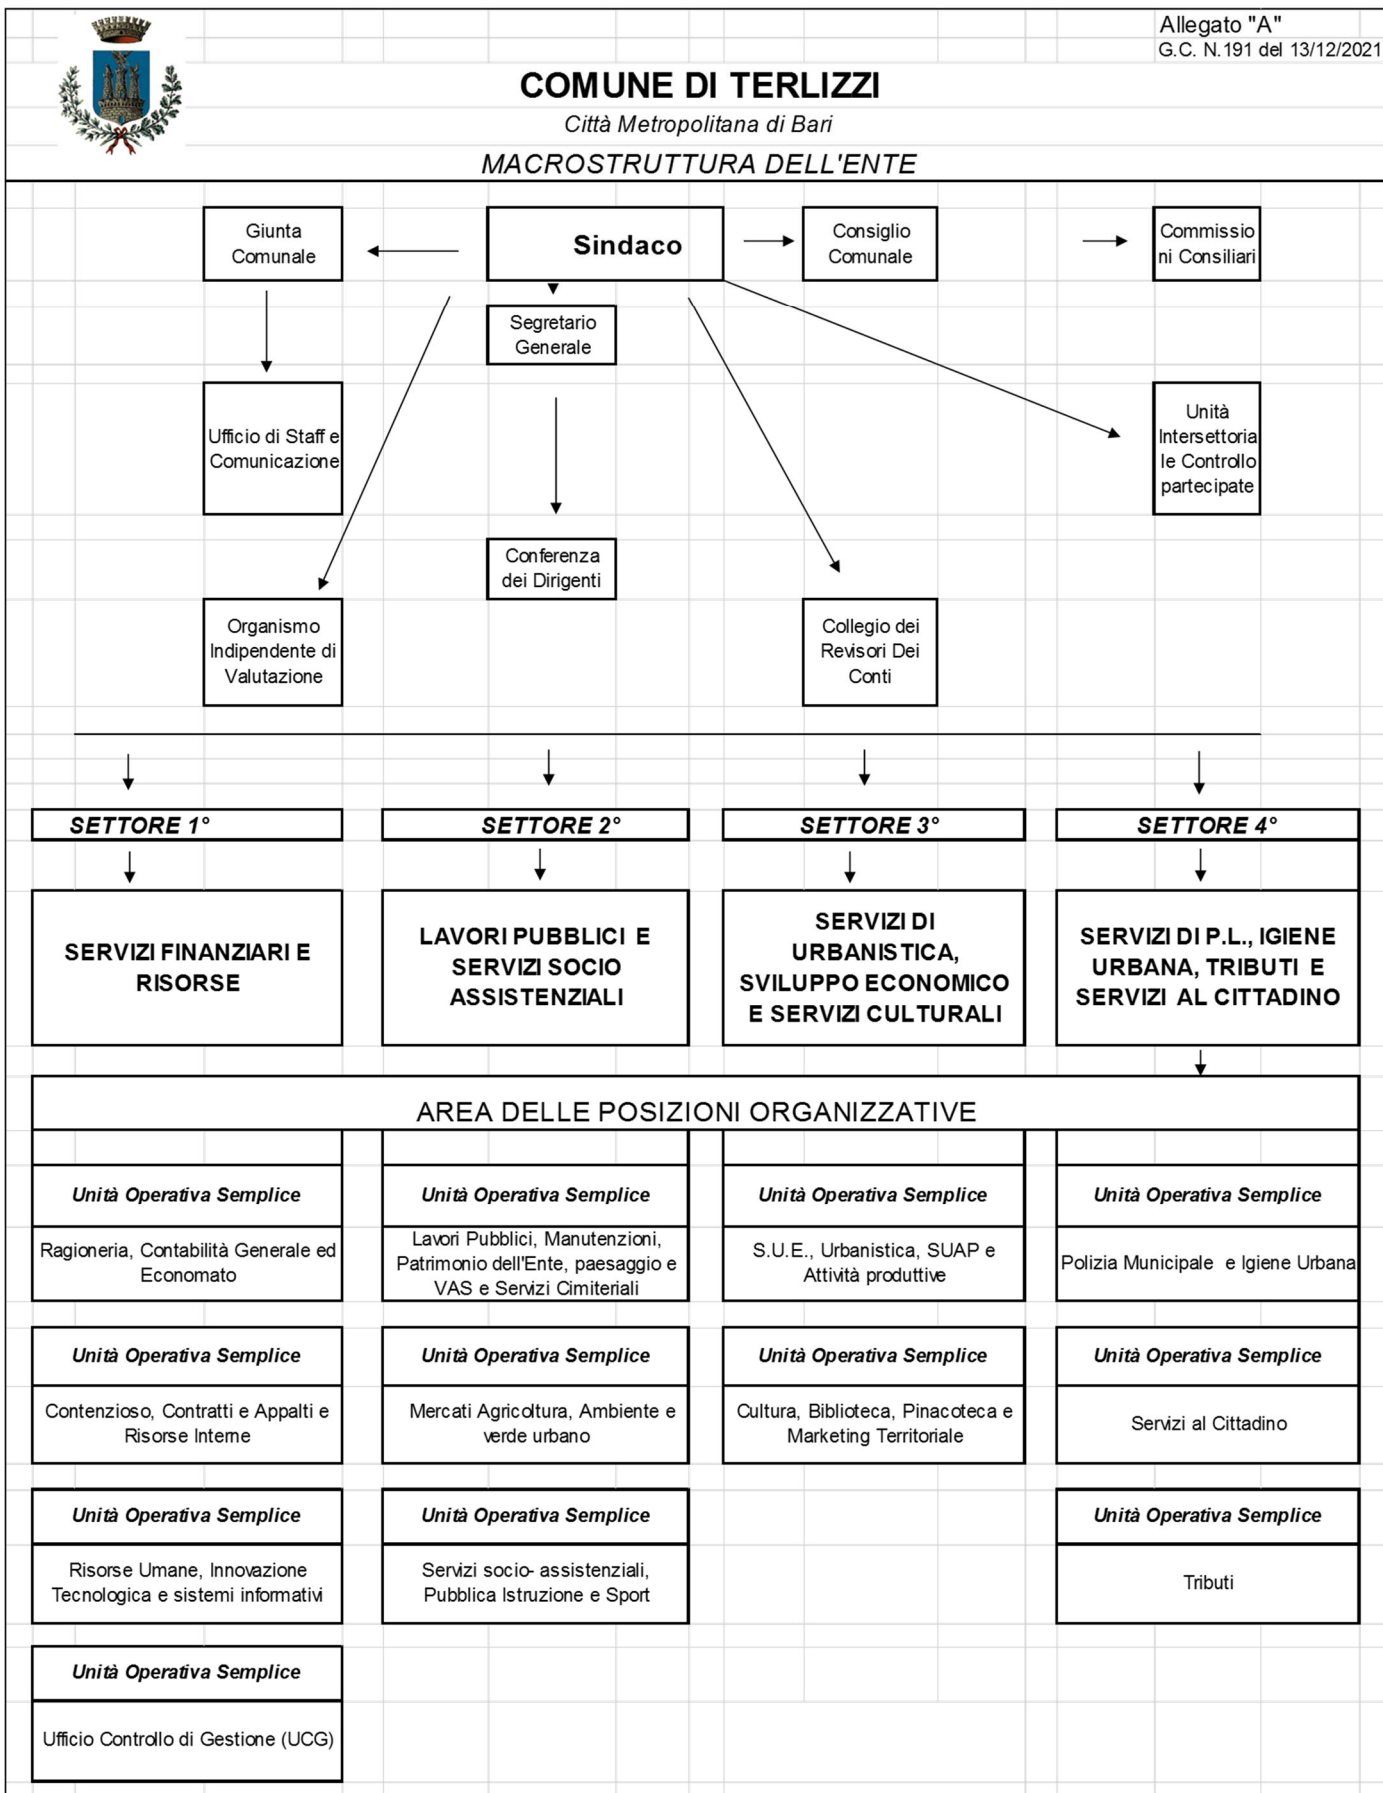 Allegato "A"
G.C. N.191 del 13/12/2021
COMUNE DI TERLIZZI
Città Metropolitana di Bari
MACROSTRUTTURA DELL'ENTE
Giunta
Comunale
Sindaco
Consiglio
Comunale
Commissio
ni Consiliari
Segretario
Generale
Ufficio di Staff e
Comunicazione
Unità
Intersettoria
le Controllo
partecipate
Conferenza
dei Dirigenti
Organismo
Indipendente di
Valutazione
Collegio dei
Revisori Dei
Conti
SETTORE 1°
SETTORE 2°
SETTORE 3°
SETTORE 4°
SERVIZI FINANZIARI E
RISORSE
LAVORI PUBBLICI E
SERVIZI SOCIO
ASSISTENZIALI
SERVIZI DI
URBANISTICA,
SVILUPPO ECONOMICO
E SERVIZI CULTURALI
SERVIZI DI P.L., IGIENE
URBANA, TRIBUTI E
SERVIZI AL CITTADINO
AREA DELLE POSIZIONI ORGANIZZATIVE
Unità Operativa Semplice
Unità Operativa Semplice
Unità Operativa Semplice
Unità Operativa Semplice
Ragioneria, Contabilità Generale ed
Economato
Lavori Pubblici, Manutenzioni,
Patrimonio dell'Ente, paesaggio e
VAS e Servizi Cimiteriali
S.U.E., Urbanistica, SUAP e
Attività produttive
Polizia Municipale e Igiene Urbana
Unità Operativa Semplice
Unità Operativa Semplice
Unità Operativa Semplice
Unità Operativa Semplice
Contenzioso, Contratti e Appalti e
Risorse Interne
Mercati Agricoltura, Ambiente e
verde urbano
Cultura, Biblioteca, Pinacoteca e
Marketing Territoriale
Servizi al Cittadino
Unità Operativa Semplice
Unità Operativa Semplice
Unità Operativa Semplice
Risorse Umane, Innovazione
Tecnologica e sistemi informativi
Servizi socio- assistenziali,
Pubblica Istruzione e Sport
Tributi
Unità Operativa Semplice
Ufficio Controllo di Gestione (UCG)